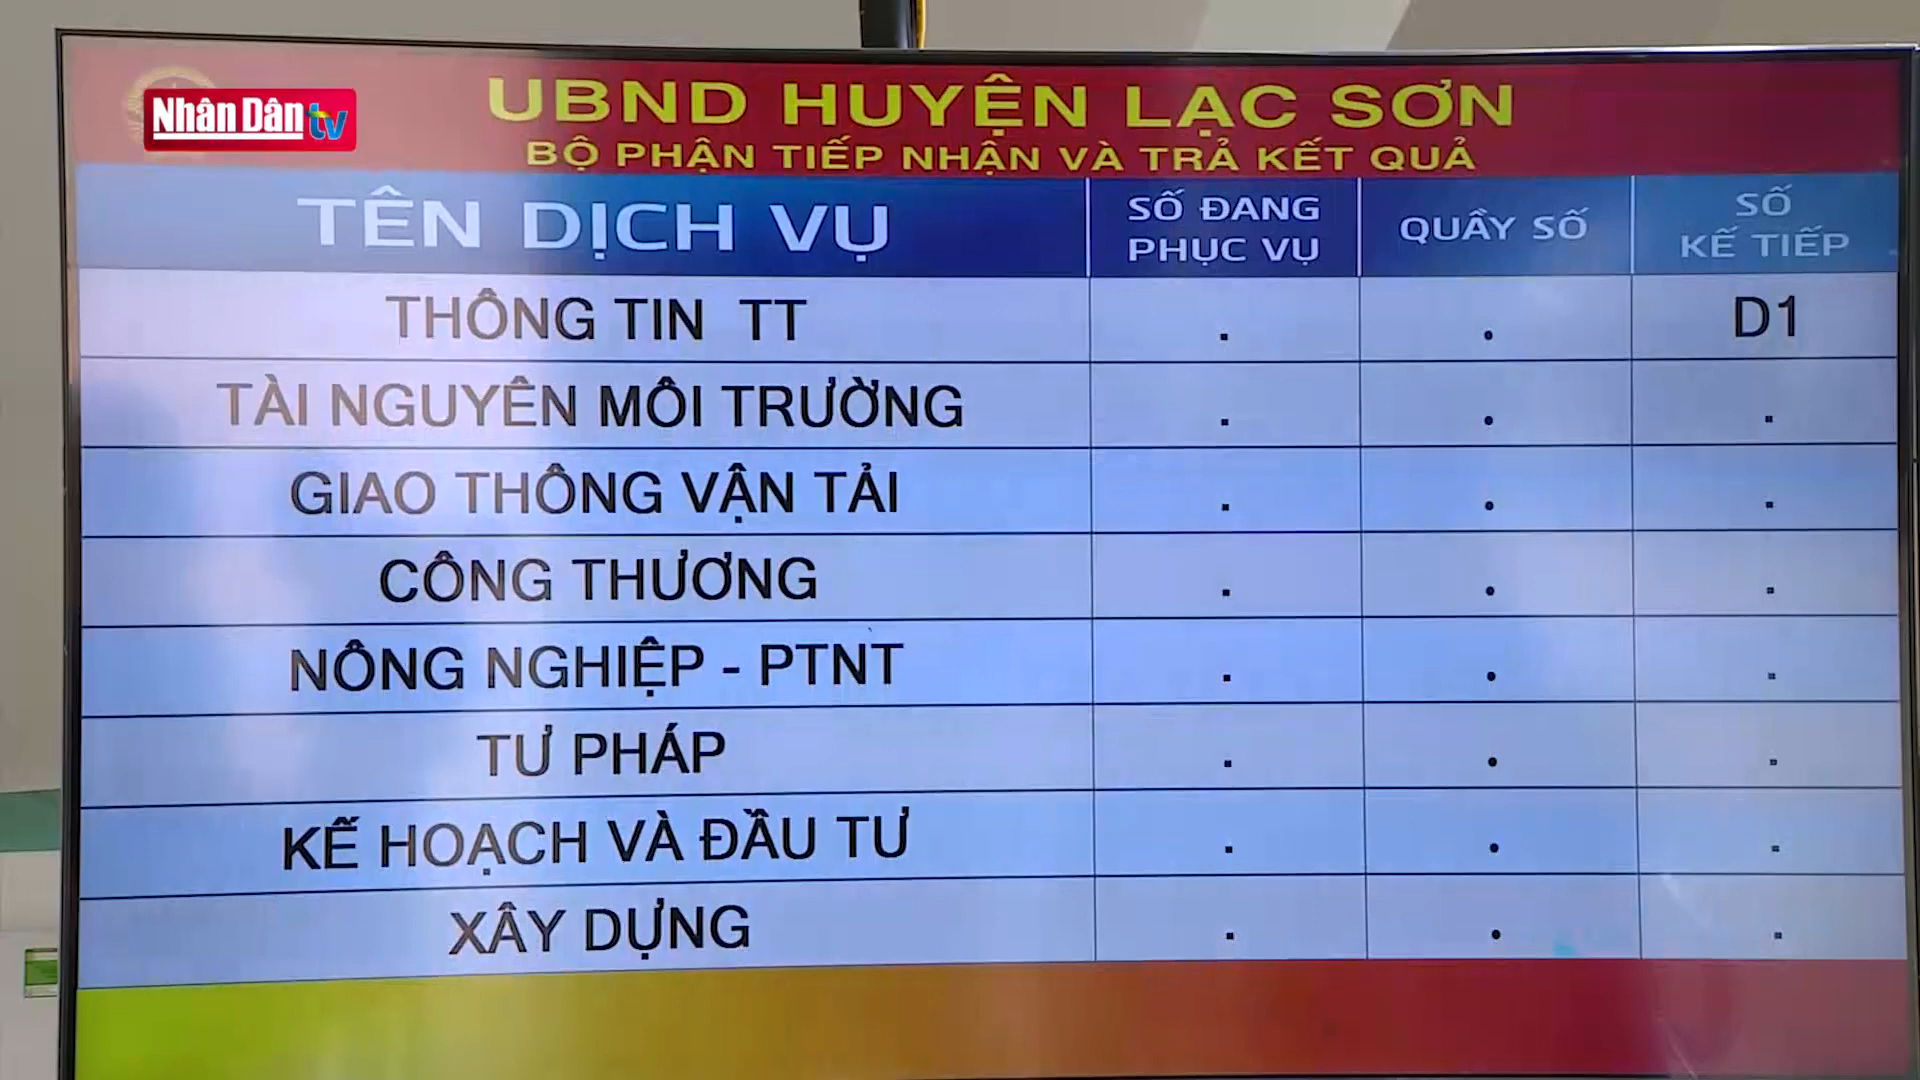 Nhân Dân tv
UBND HUYỆN LẠC SƠN
BỘ PHẬN TIẾP NHẬN VÀ TRẢ KẾT QUẢ
TÊN DỊCH VỤ
SỐ ĐANG
PHỤC VỤ
QUẦY SỐ
SỐ
KẾ TIẾP
THÔNG TIN TT . . D1
TÀI NGUYÊN MÔI TRƯỜNG . . .
GIAO THÔNG VẬN TẢI . . .
CÔNG THƯƠNG . . .
NÔNG NGHIỆP - PTNT . . .
TƯ PHÁP . . .
KẾ HOẠCH VÀ ĐẦU TƯ . . .
XÂY DỰNG . . .